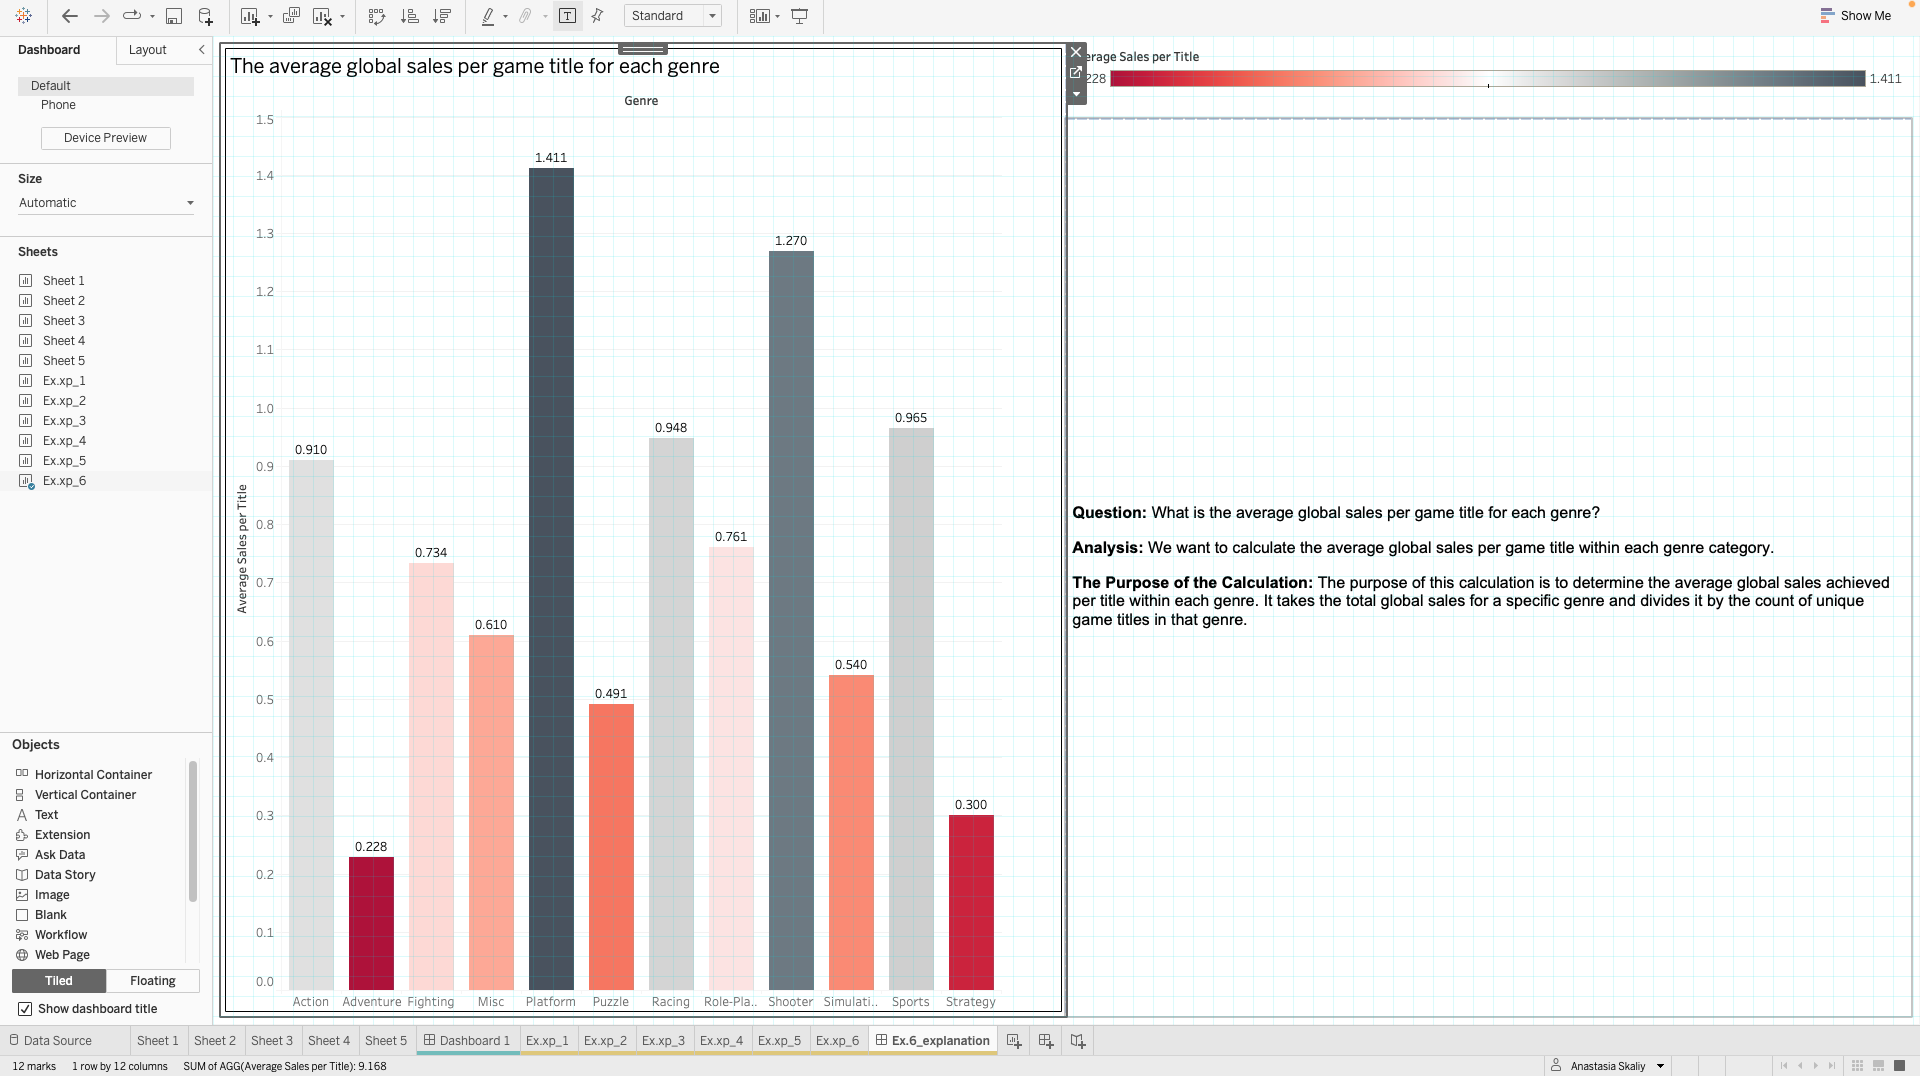 Standard
Show Me
Dashboard
Layout
Default
Phone
Device Preview
Size
Automatic
Sheets
Sheet 1
Sheet 2
Sheet 3
Sheet 4
Sheet 5
Ex.xp_1
Ex.xp_2
Ex.xp_3
Ex.xp_4
Ex.xp_5
Ex.xp_6
Objects
Horizontal Container
Vertical Container
Text
Extension
Ask Data
Data Story
Image
Blank
Workflow
Web Page
Tiled
Floating
Show dashboard title
The average global sales per game title for each genre
Genre
Average Sales per Title
1.5
1.4
1.3
1.2
1.1
1.0
0.9
0.8
0.7
0.6
0.5
0.4
0.3
0.2
0.1
0.0
0.910
0.228
0.734
0.610
1.411
0.491
0.948
0.761
1.270
0.540
0.965
0.300
Action
Adventure
Fighting
Misc
Platform
Puzzle
Racing
Role-Pla..
Shooter
Simulati..
Sports
Strategy
erage Sales per Title
228
1.411
Question: What is the average global sales per game title for each genre?
Analysis: We want to calculate the average global sales per game title within each genre category.
The Purpose of the Calculation: The purpose of this calculation is to determine the average global sales achieved
per title within each genre. It takes the total global sales for a specific genre and divides it by the count of unique
game titles in that genre.
Data Source
Sheet 1
Sheet 2
Sheet 3
Sheet 4
Sheet 5
Dashboard 1
Ex.xp_1
Ex.xp_2
Ex.xp_3
Ex.xp_4
Ex.xp_5
Ex.xp_6
Ex.6_explanation
12 marks
1 row by 12 columns
SUM of AGG(Average Sales per Title): 9.168
Anastasia Skaliy